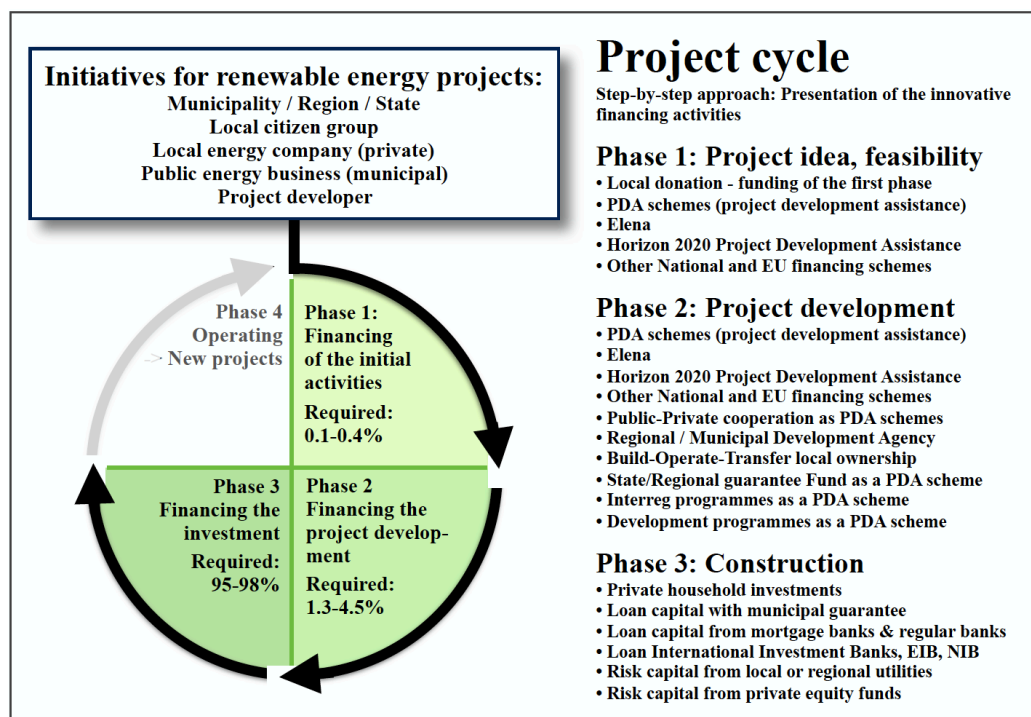 Initiatives for renewable energy projects:
Municipality / Region / State
Local citizen group
Local energy company (private)
Public energy business (municipal)
Project developer
Phase 4
Operating
-> New projects
Phase 1:
Financing
of the initial
activities
Required:
0.1-0.4%
Phase 3
Financing the
investment
Required:
95-98%
Phase 2
Financing the
project develop-
ment
Required:
1.3-4.5%
Project cycle
Step-by-step approach: Presentation of the innovative
financing activities
Phase 1: Project idea, feasibility
• Local donation - funding of the first phase
• PDA schemes (project development assistance)
• Elena
• Horizon 2020 Project Development Assistance
• Other National and EU financing schemes
Phase 2: Project development
• PDA schemes (project development assistance)
• Elena
• Horizon 2020 Project Development Assistance
• Other National and EU financing schemes
• Public-Private cooperation as PDA schemes
• Regional / Municipal Development Agency
• Build-Operate-Transfer local ownership
• State/Regional guarantee Fund as a PDA scheme
• Interreg programmes as a PDA scheme
• Development programmes as a PDA scheme
Phase 3: Construction
• Private household investments
• Loan capital with municipal guarantee
• Loan capital from mortgage banks & regular banks
• Loan International Investment Banks, EIB, NIB
• Risk capital from local or regional utilities
• Risk capital from private equity funds